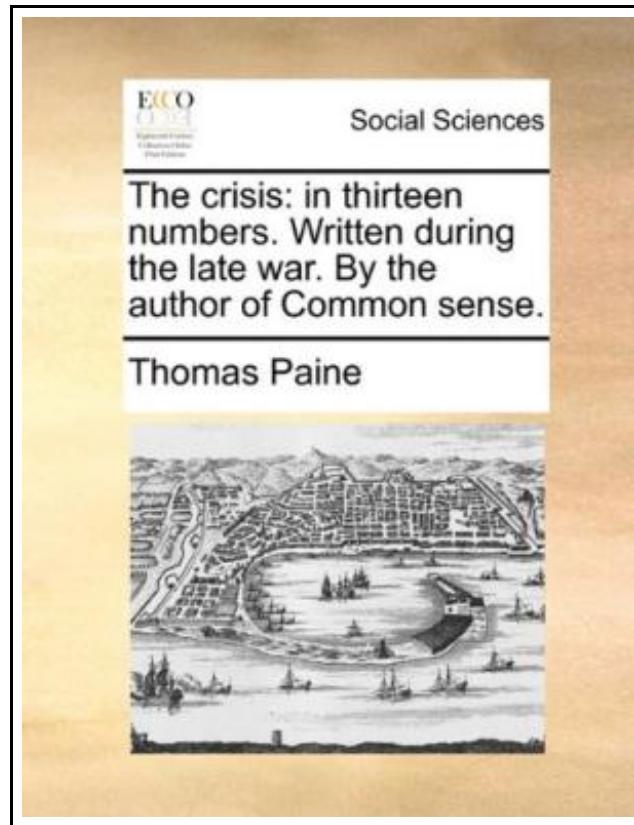 ECCO
Social Sciences
The crisis: in thirteen
numbers. Written during
the late war. By the
author of Common sense.
Thomas Paine